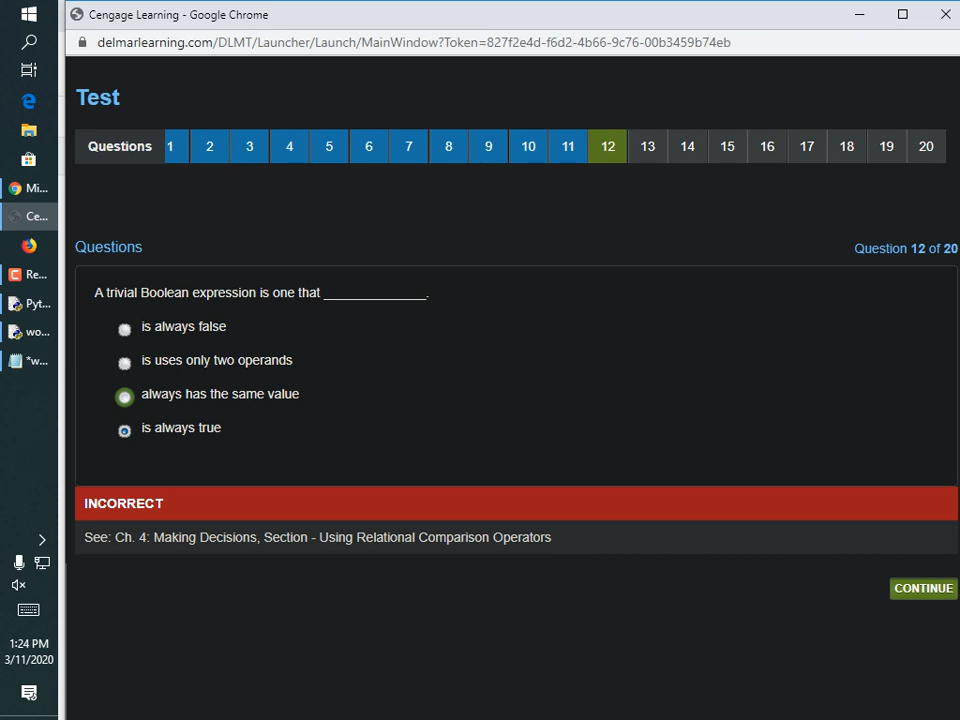 Cengage Learning - Google Chrome
delmarlearning.com/DLMT/Launcher/Launch/MainWindow?Token=827f2e4d-f6d2-4b66-9c76-00b3459b74eb
Test
Questions 1 2 3 4 5 6 7 8 9 10 11 12 13 14 15 16 17 18 19 20
Mi...
Ce...
Re...
Pyt...
wo...
*w...
Questions
Question 12 of 20
A trivial Boolean expression is one that ______________.
is always false
is uses only two operands
always has the same value
is always true
INCORRECT
See: Ch. 4: Making Decisions, Section - Using Relational Comparison Operators
CONTINUE
1:24 PM
3/11/2020